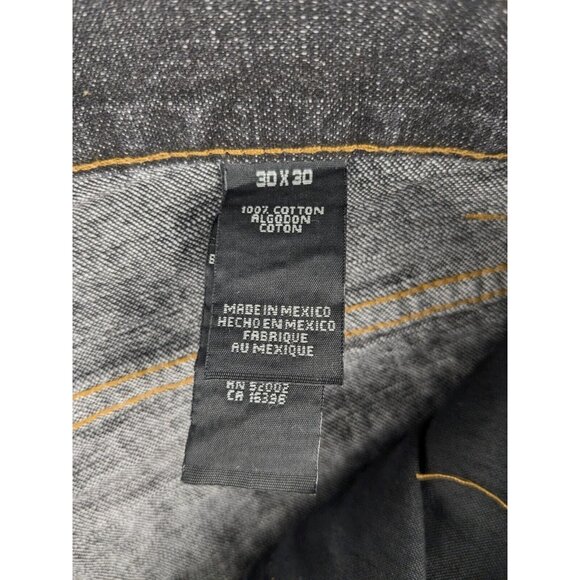 30 X 30
100% COTTON
ALGODON
COTON
MADE IN MEXICO
HECHO EN MEXICO
FABRIQUE
AU MEXIQUE
RN 52002
CA 16396